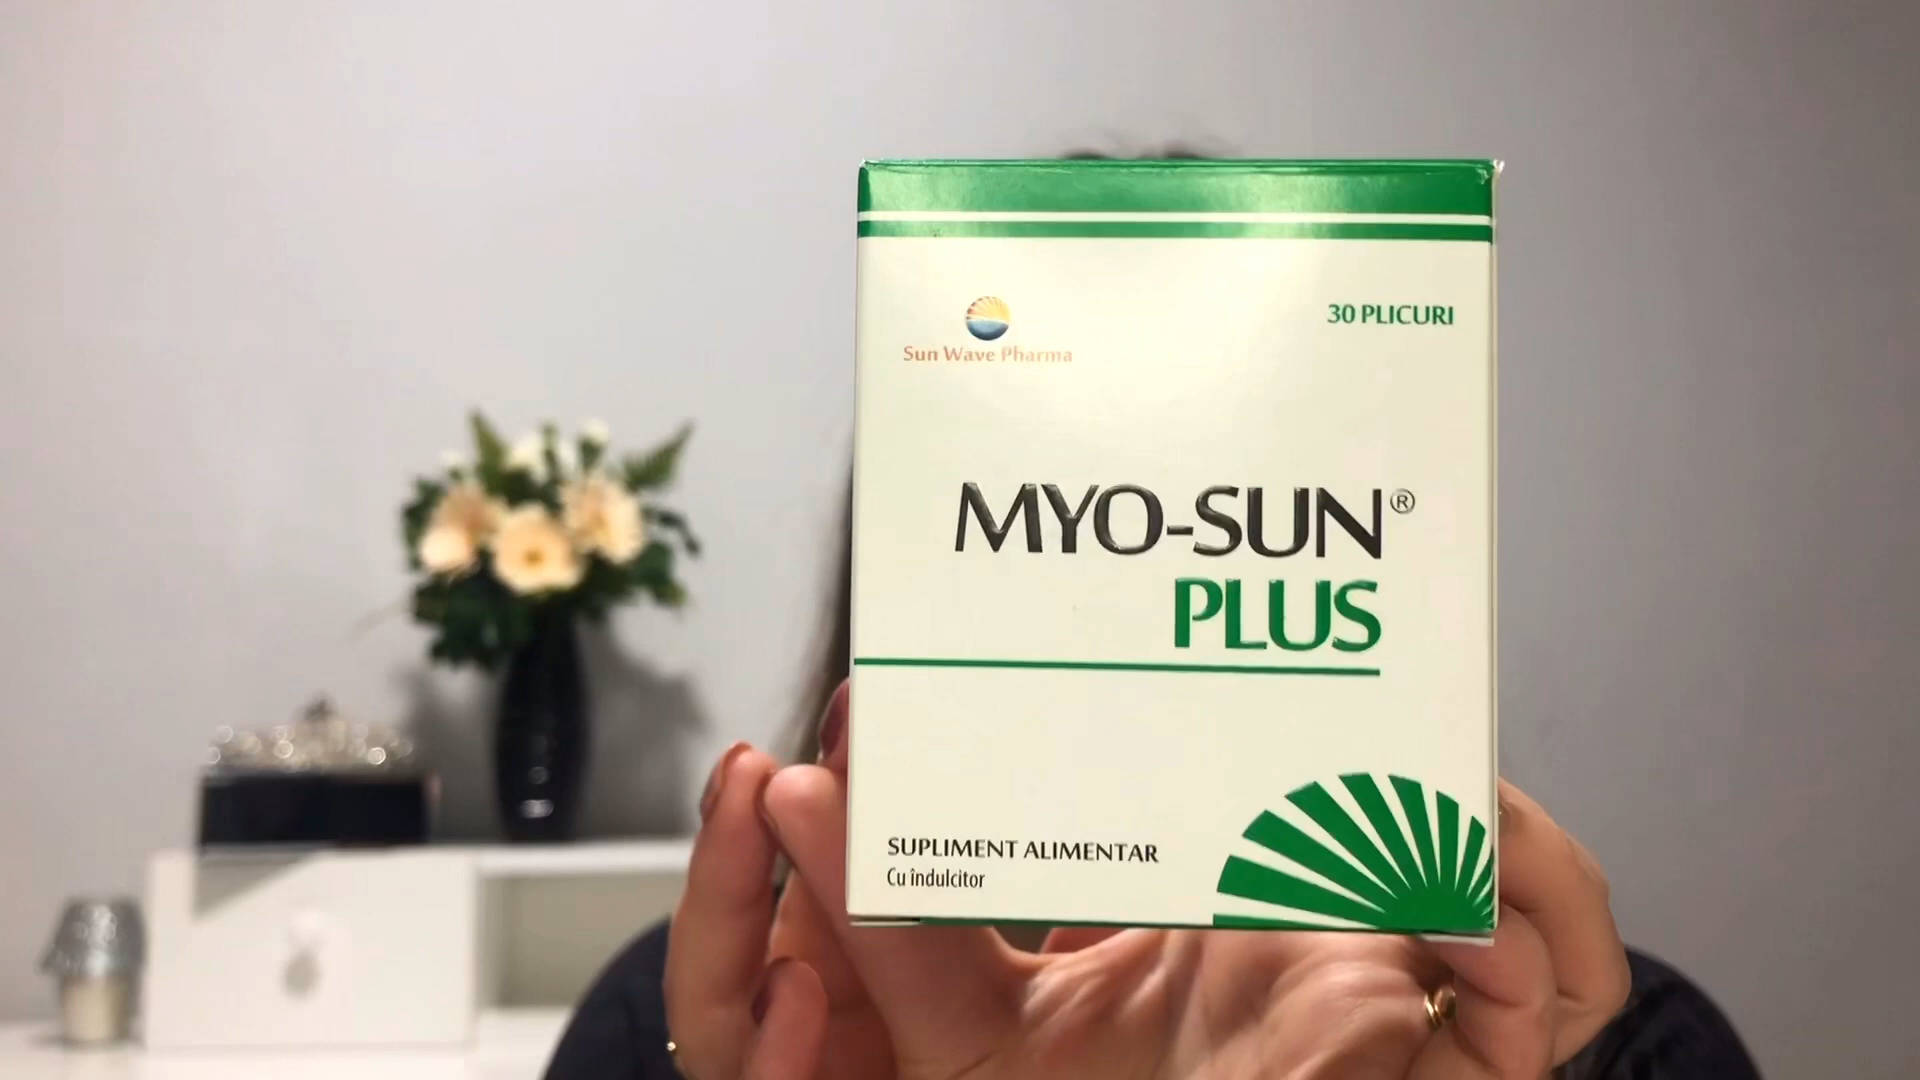 30 PLICURI
Sun Wave Pharma
MYO-SUN®
PLUS
SUPLIMENT ALIMENTAR
Cu îndulcitor